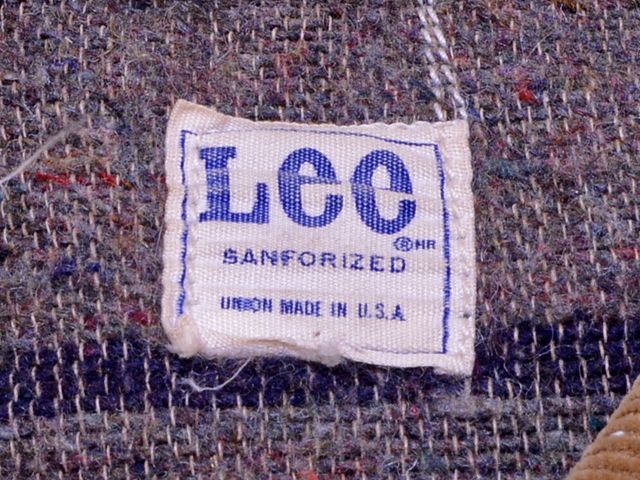 Lee
® MR
SANFORIZED
UNION MADE IN U.S.A